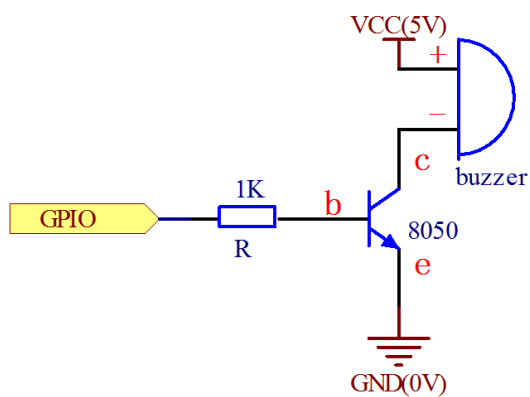 VCC(5V)
+
−
c
buzzer
1K
b
GPIO
8050
R
e
GND(0V)